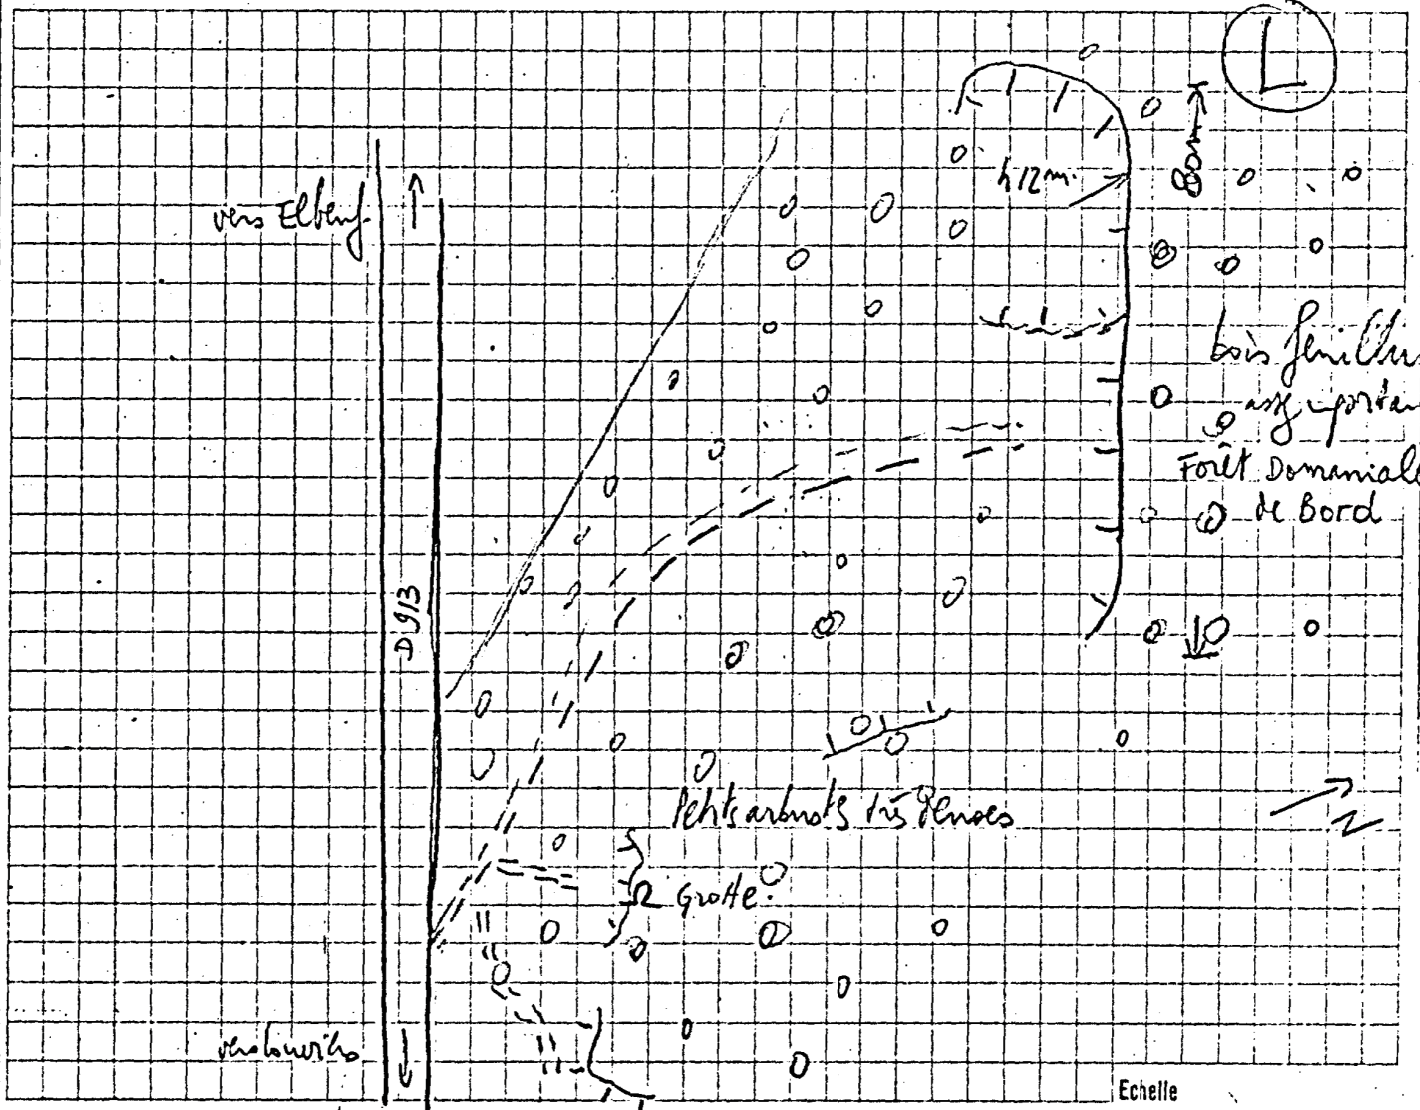 L
80m
h 12m.
vers Elbeuf
bois feuillus
assez importan
Forêt Domaniale
de Bord
D 913
Petits arbustes très denses
N
Grotte?
vers Louviers
Echelle